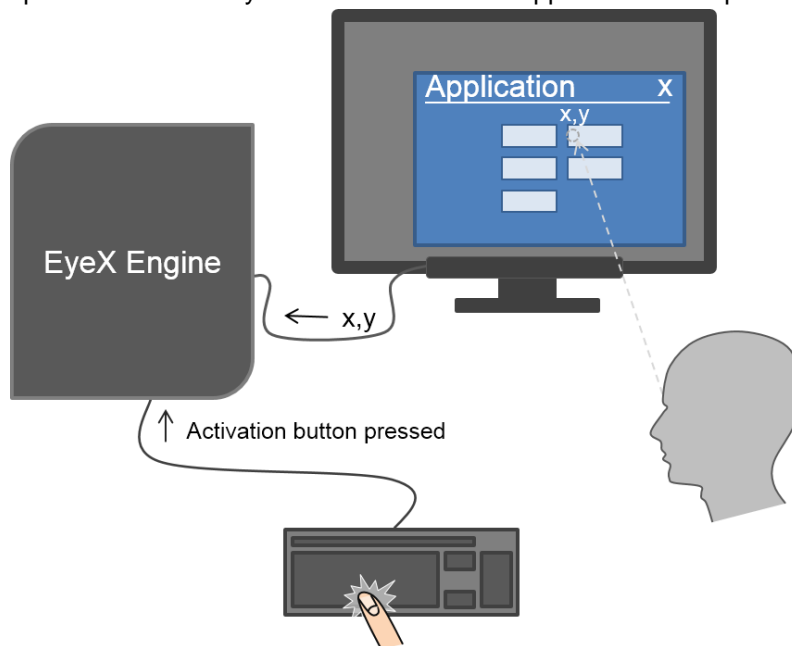 Application x
x,y
EyeX Engine
x,y
Activation button pressed